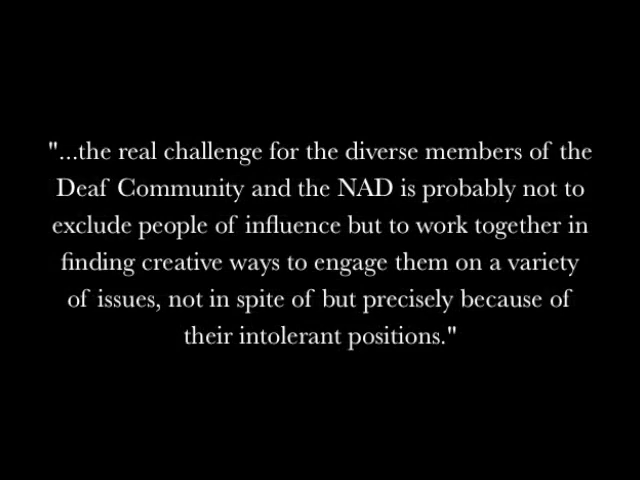 "...the real challenge for the diverse members of the
Deaf Community and the NAD is probably not to
exclude people of influence but to work together in
finding creative ways to engage them on a variety
of issues, not in spite of but precisely because of
their intolerant positions."